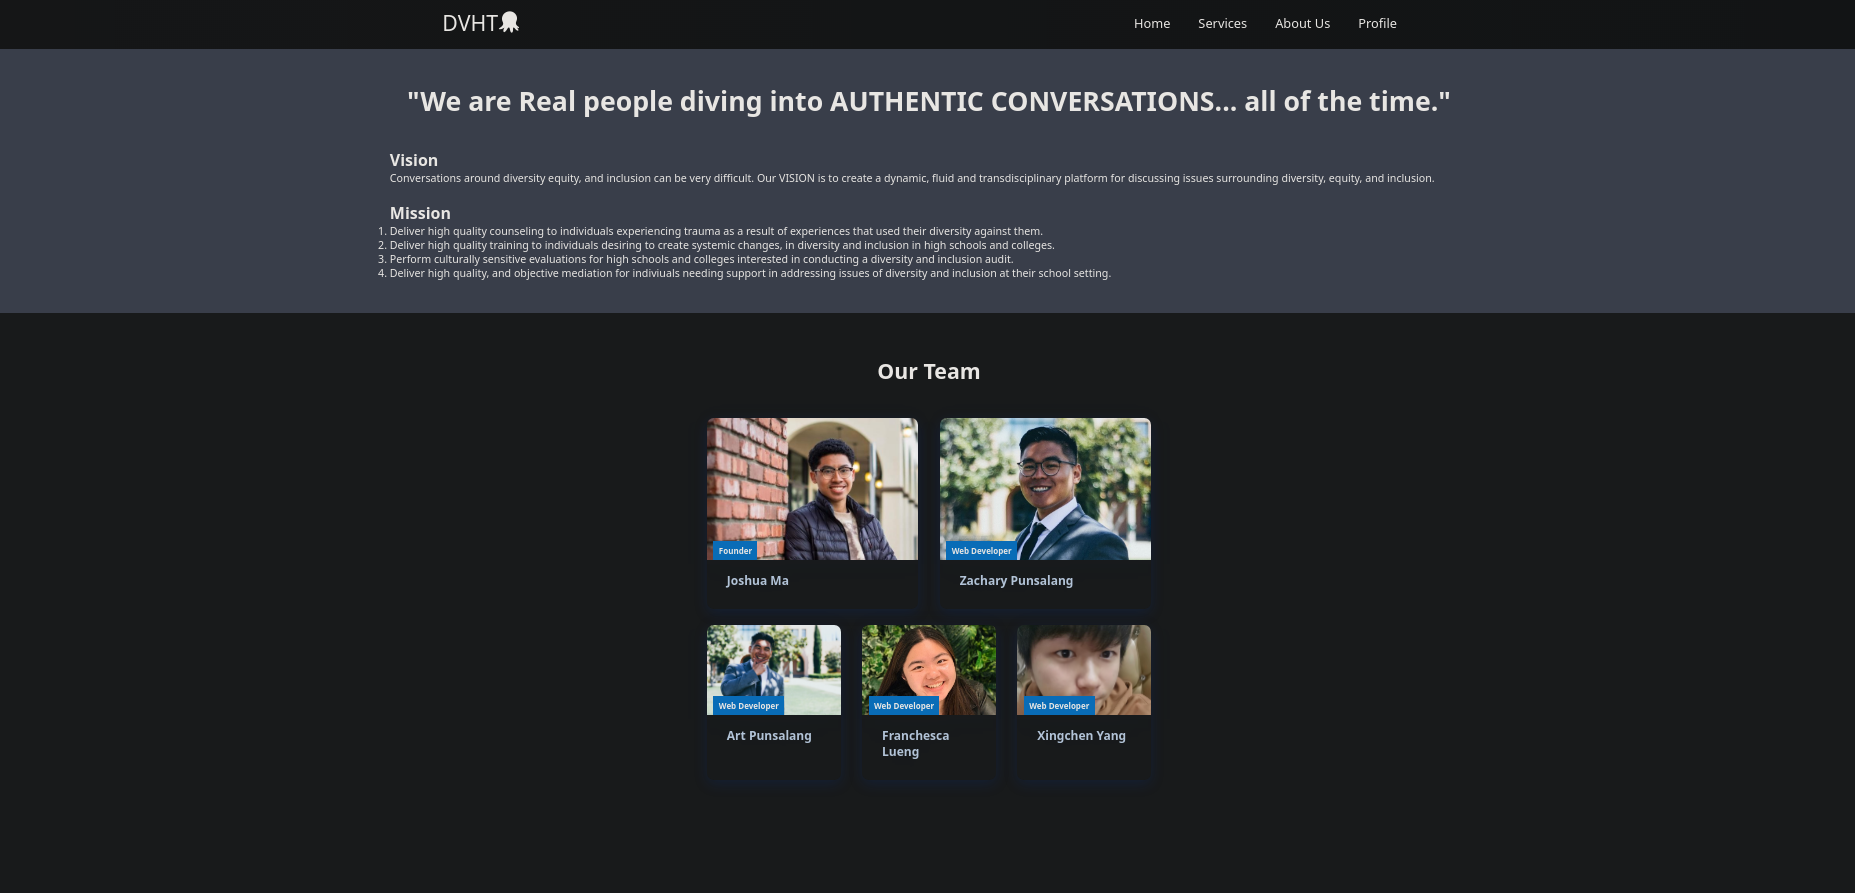 DVHT
Home Services About Us Profile
"We are Real people diving into AUTHENTIC CONVERSATIONS... all of the time."
Vision
Conversations around diversity equity, and inclusion can be very difficult. Our VISION is to create a dynamic, fluid and transdisciplinary platform for discussing issues surrounding diversity, equity, and inclusion.
Mission
1. Deliver high quality counseling to individuals experiencing trauma as a result of experiences that used their diversity against them.
2. Deliver high quality training to individuals desiring to create systemic changes, in diversity and inclusion in high schools and colleges.
3. Perform culturally sensitive evaluations for high schools and colleges interested in conducting a diversity and inclusion audit.
4. Deliver high quality, and objective mediation for indiviuals needing support in addressing issues of diversity and inclusion at their school setting.
Our Team
Founder
Joshua Ma
Web Developer
Zachary Punsalang
Web Developer
Art Punsalang
Web Developer
Franchesca
Lueng
Web Developer
Xingchen Yang